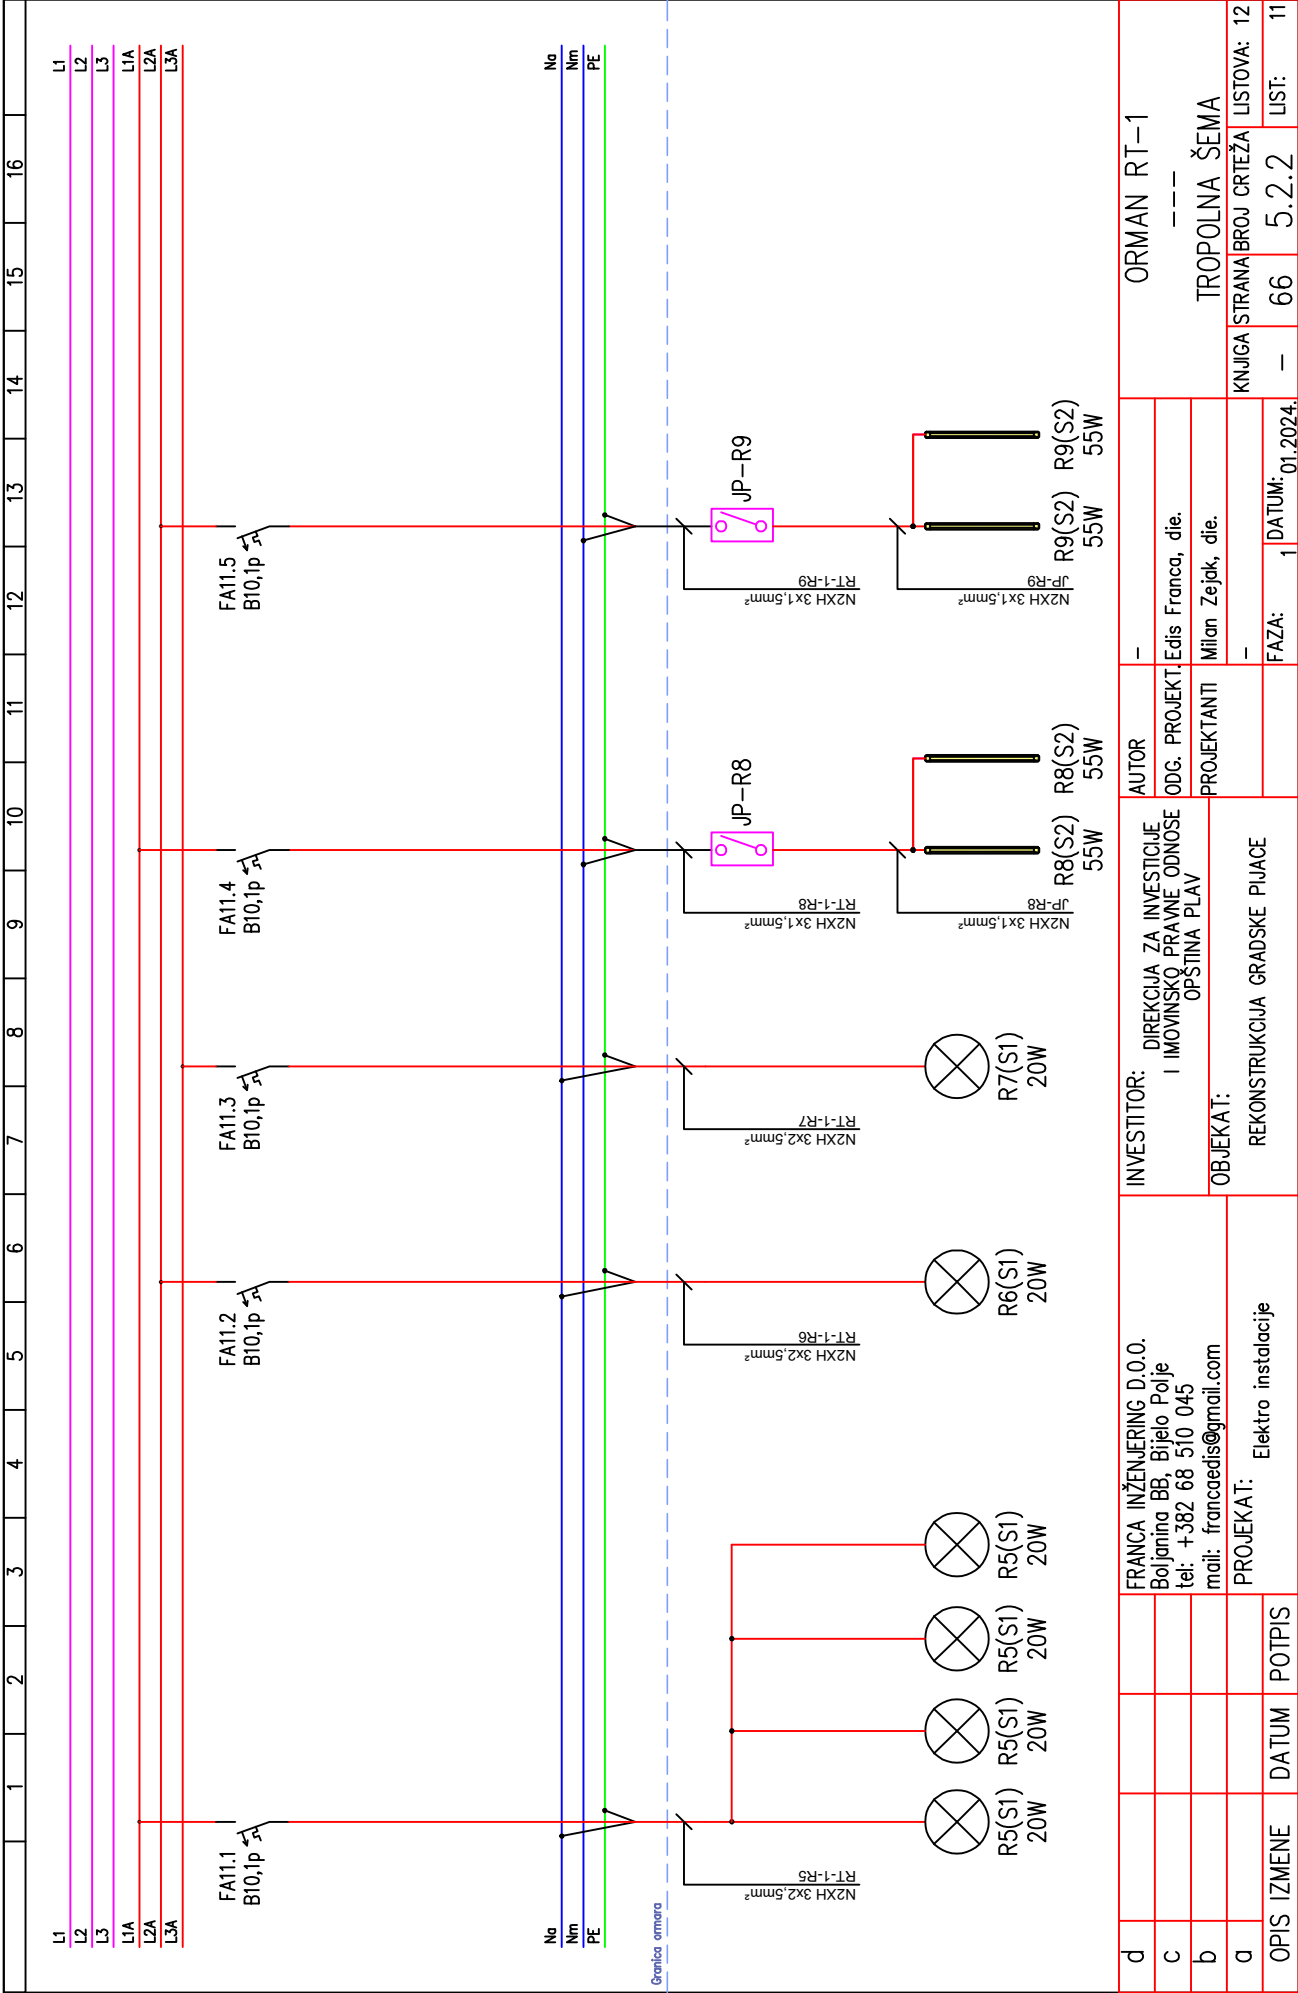 1 2 3 4 5 6 7 8 9 10 11 12 13 14 15 16
L1 L1
L2 L2
L3 L3
L1A L1A
L2A L2A
L3A L3A
FA11.1
B10,1p
FA11.2
B10,1p
FA11.3
B10,1p
FA11.4
B10,1p
FA11.5
B10,1p
Na Na
Nm Nm
PE PE
Granica ormara
RT-1-R5
N2XH 3x2,5mm²
RT-1-R6
N2XH 3x2,5mm²
RT-1-R7
N2XH 3x2,5mm²
RT-1-R8
N2XH 3x1,5mm²
RT-1-R9
N2XH 3x1,5mm²
JP-R8
JP-R9
JP-R8
N2XH 3x1,5mm²
JP-R9
N2XH 3x1,5mm²
R5(S1)
20W
R5(S1)
20W
R5(S1)
20W
R5(S1)
20W
R6(S1)
20W
R7(S1)
20W
R8(S2)
55W
R8(S2)
55W
R9(S2)
55W
R9(S2)
55W
d
c
b
a
OPIS IZMENE DATUM POTPIS
FRANCA INŽENJERING D.O.O.
Boljanina BB, Bijelo Polje
tel: +382 68 510 045
mail: francaedis@gmail.com
PROJEKAT:
Elektro instalacije
INVESTITOR:
DIREKCIJA ZA INVESTICIJE
I IMOVINSKO PRAVNE ODNOSE
OPŠTINA PLAV
OBJEKAT:
REKONSTRUKCIJA GRADSKE PIJACE
AUTOR -
ODG. PROJEKT. Edis Franca, die.
PROJEKTANTI Milan Zejak, die.
-
FAZA: 1 DATUM: 01.2024.
ORMAN RT-1
---
TROPOLNA ŠEMA
KNJIGA STRANA BROJ CRTEŽA LISTOVA: 12
- 66 5.2.2 LIST: 11